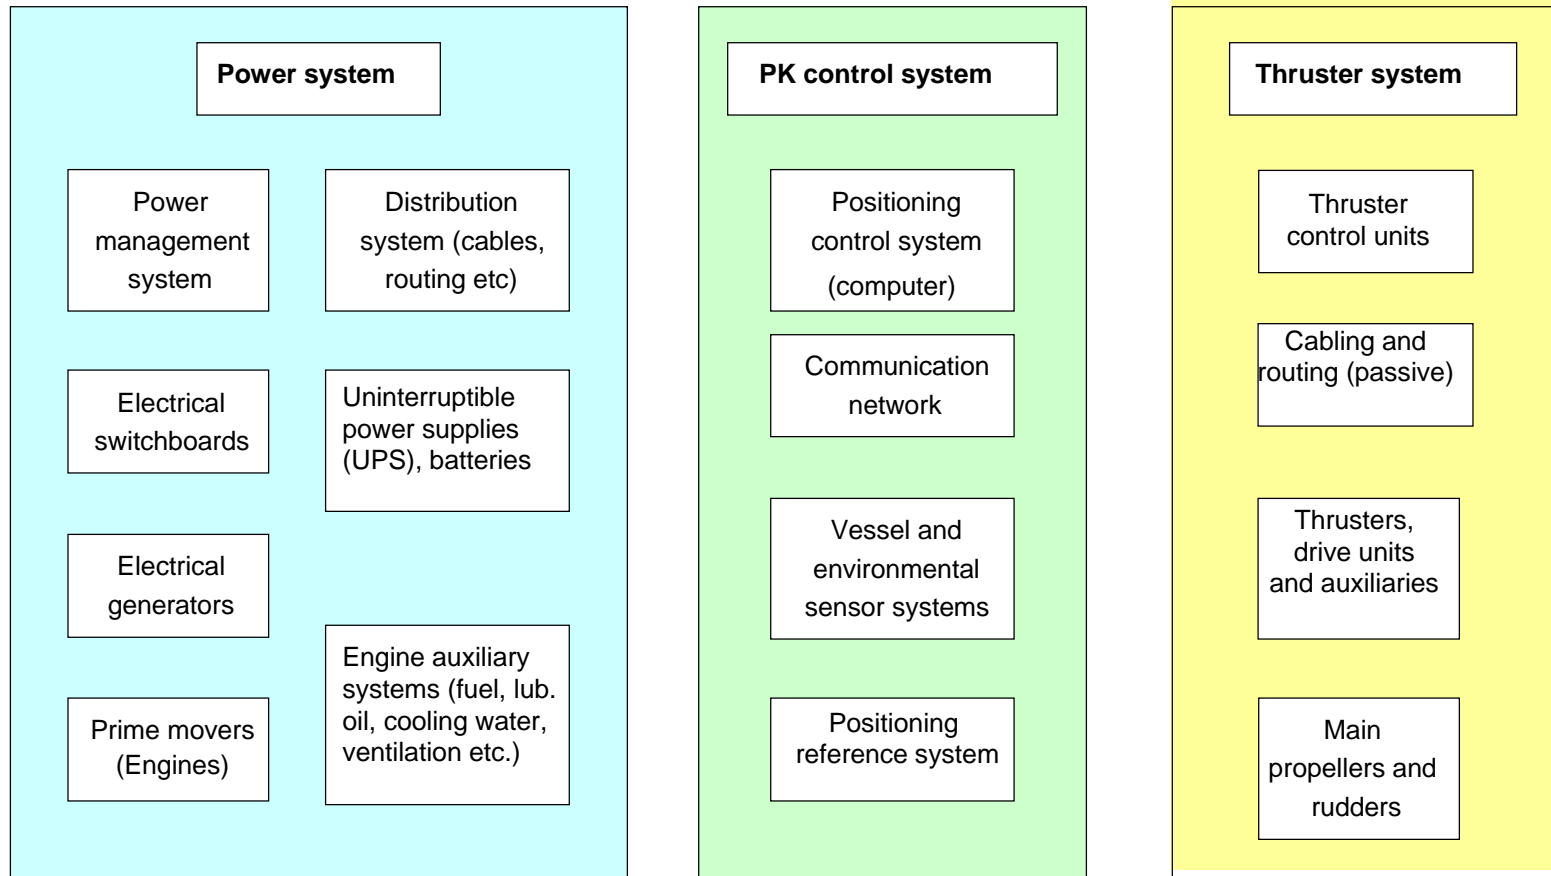 Power system
Power
management
system
Electrical
switchboards
Electrical
generators
Prime movers
(Engines)
Distribution
system (cables,
routing etc)
Uninterruptible
power supplies
(UPS), batteries
Engine auxiliary
systems (fuel, lub.
oil, cooling water,
ventilation etc.)
PK control system
Positioning
control system
(computer)
Communication
network
Vessel and
environmental
sensor systems
Positioning
reference system
Thruster system
Thruster
control units
Cabling and
routing (passive)
Thrusters,
drive units
and auxiliaries
Main
propellers and
rudders